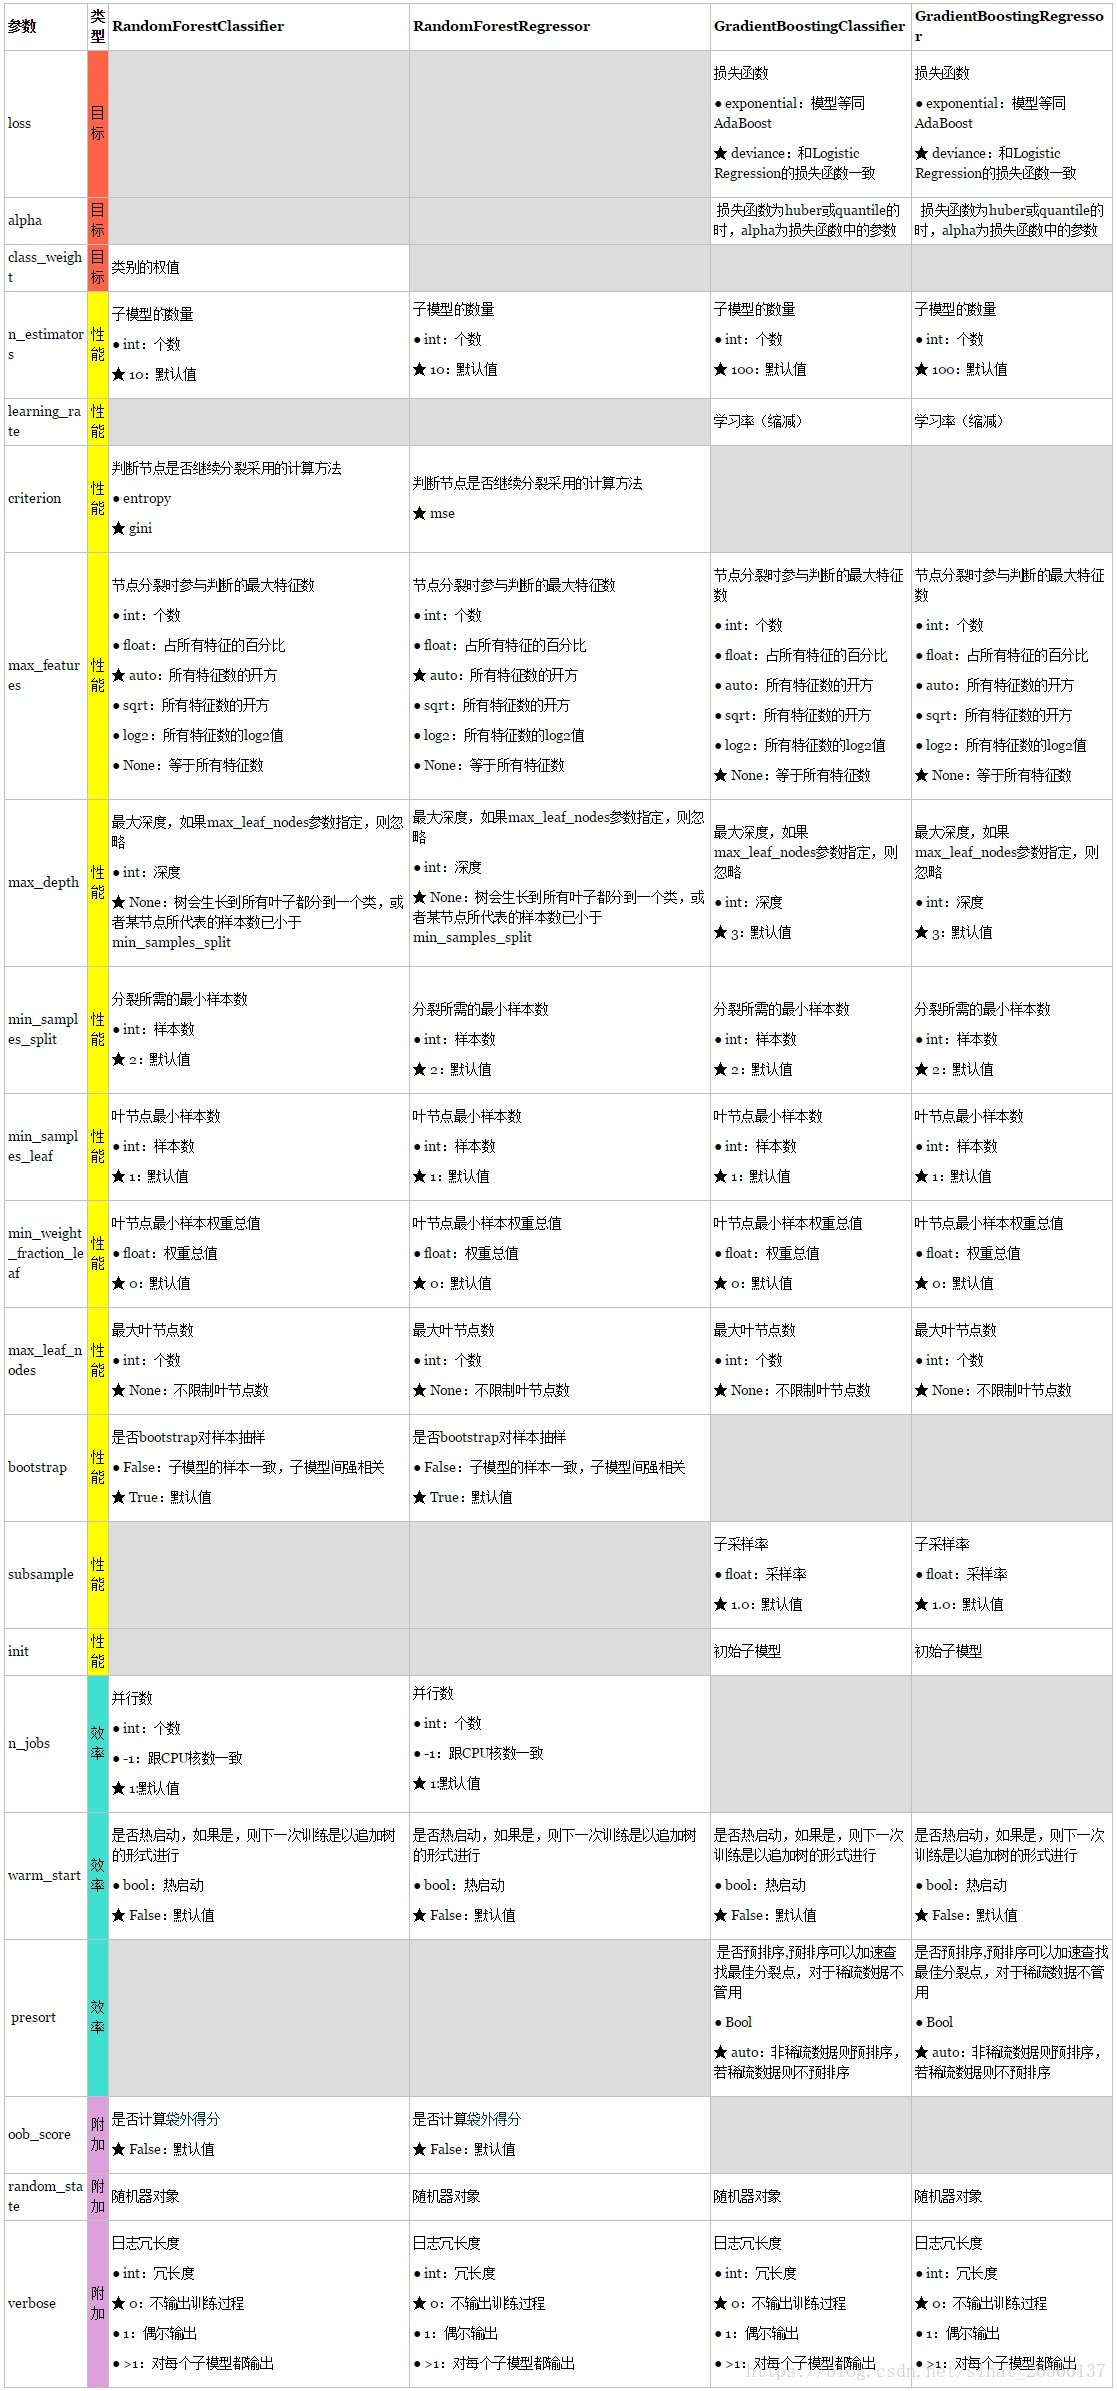 参数 类型 RandomForestClassifier RandomForestRegressor GradientBoostingClassifier GradientBoostingRegressor
loss
目标
损失函数
● exponential：模型等同AdaBoost
★ deviance：和Logistic Regression的损失函数一致
损失函数
● exponential：模型等同AdaBoost
★ deviance：和Logistic Regression的损失函数一致
alpha
目标
损失函数为huber或quantile的时，alpha为损失函数中的参数
损失函数为huber或quantile的时，alpha为损失函数中的参数
class_weight
目标
类别的权值
n_estimators
性能
子模型的数量
● int：个数
★ 10：默认值
子模型的数量
● int：个数
★ 10：默认值
子模型的数量
● int：个数
★ 100：默认值
子模型的数量
● int：个数
★ 100：默认值
learning_rate
性能
学习率（缩减）
学习率（缩减）
criterion
性能
判断节点是否继续分裂采用的计算方法
● entropy
★ gini
判断节点是否继续分裂采用的计算方法
★ mse
max_features
性能
节点分裂时参与判断的最大特征数
● int：个数
● float：占所有特征的百分比
★ auto：所有特征数的开方
● sqrt：所有特征数的开方
● log2：所有特征数的log2值
● None：等于所有特征数
节点分裂时参与判断的最大特征数
● int：个数
● float：占所有特征的百分比
★ auto：所有特征数的开方
● sqrt：所有特征数的开方
● log2：所有特征数的log2值
● None：等于所有特征数
节点分裂时参与判断的最大特征数
● int：个数
● float：占所有特征的百分比
● auto：所有特征数的开方
● sqrt：所有特征数的开方
● log2：所有特征数的log2值
★ None：等于所有特征数
节点分裂时参与判断的最大特征数
● int：个数
● float：占所有特征的百分比
● auto：所有特征数的开方
● sqrt：所有特征数的开方
● log2：所有特征数的log2值
★ None：等于所有特征数
max_depth
性能
最大深度，如果max_leaf_nodes参数指定，则忽略
● int：深度
★ None：树会生长到所有叶子都分到一个类，或者某节点所代表的样本数已小于min_samples_split
最大深度，如果max_leaf_nodes参数指定，则忽略
● int：深度
★ None：树会生长到所有叶子都分到一个类，或者某节点所代表的样本数已小于min_samples_split
最大深度，如果max_leaf_nodes参数指定，则忽略
● int：深度
★ 3：默认值
最大深度，如果max_leaf_nodes参数指定，则忽略
● int：深度
★ 3：默认值
min_samples_split
性能
分裂所需的最小样本数
● int：样本数
★ 2：默认值
分裂所需的最小样本数
● int：样本数
★ 2：默认值
分裂所需的最小样本数
● int：样本数
★ 2：默认值
分裂所需的最小样本数
● int：样本数
★ 2：默认值
min_samples_leaf
性能
叶节点最小样本数
● int：样本数
★ 1：默认值
叶节点最小样本数
● int：样本数
★ 1：默认值
叶节点最小样本数
● int：样本数
★ 1：默认值
叶节点最小样本数
● int：样本数
★ 1：默认值
min_weight_fraction_leaf
性能
叶节点最小样本权重总值
● float：权重总值
★ 0：默认值
叶节点最小样本权重总值
● float：权重总值
★ 0：默认值
叶节点最小样本权重总值
● float：权重总值
★ 0：默认值
叶节点最小样本权重总值
● float：权重总值
★ 0：默认值
max_leaf_nodes
性能
最大叶节点数
● int：个数
★ None：不限制叶节点数
最大叶节点数
● int：个数
★ None：不限制叶节点数
最大叶节点数
● int：个数
★ None：不限制叶节点数
最大叶节点数
● int：个数
★ None：不限制叶节点数
bootstrap
性能
是否bootstrap对样本抽样
● False：子模型的样本一致，子模型间强相关
★ True：默认值
是否bootstrap对样本抽样
● False：子模型的样本一致，子模型间强相关
★ True：默认值
subsample
性能
子采样率
● float：采样率
★ 1.0：默认值
子采样率
● float：采样率
★ 1.0：默认值
init
性能
初始子模型
初始子模型
n_jobs
效率
并行数
● int：个数
● -1：跟CPU核数一致
★ 1:默认值
并行数
● int：个数
● -1：跟CPU核数一致
★ 1:默认值
warm_start
效率
是否热启动，如果是，则下一次训练是以追加树的形式进行
● bool：热启动
★ False：默认值
是否热启动，如果是，则下一次训练是以追加树的形式进行
● bool：热启动
★ False：默认值
是否热启动，如果是，则下一次训练是以追加树的形式进行
● bool：热启动
★ False：默认值
是否热启动，如果是，则下一次训练是以追加树的形式进行
● bool：热启动
★ False：默认值
presort
效率
是否预排序,预排序可以加速查找最佳分裂点，对于稀疏数据不管用
● Bool
★ auto：非稀疏数据则预排序，若稀疏数据则不预排序
是否预排序,预排序可以加速查找最佳分裂点，对于稀疏数据不管用
● Bool
★ auto：非稀疏数据则预排序，若稀疏数据则不预排序
oob_score
附加
是否计算袋外得分
★ False：默认值
是否计算袋外得分
★ False：默认值
random_state
附加
随机器对象
随机器对象
随机器对象
随机器对象
verbose
附加
日志冗长度
● int：冗长度
★ 0：不输出训练过程
● 1：偶尔输出
● >1：对每个子模型都输出
日志冗长度
● int：冗长度
★ 0：不输出训练过程
● 1：偶尔输出
● >1：对每个子模型都输出
日志冗长度
● int：冗长度
★ 0：不输出训练过程
● 1：偶尔输出
● >1：对每个子模型都输出
日志冗长度
● int：冗长度
★ 0：不输出训练过程
● 1：偶尔输出
● >1：对每个子模型都输出